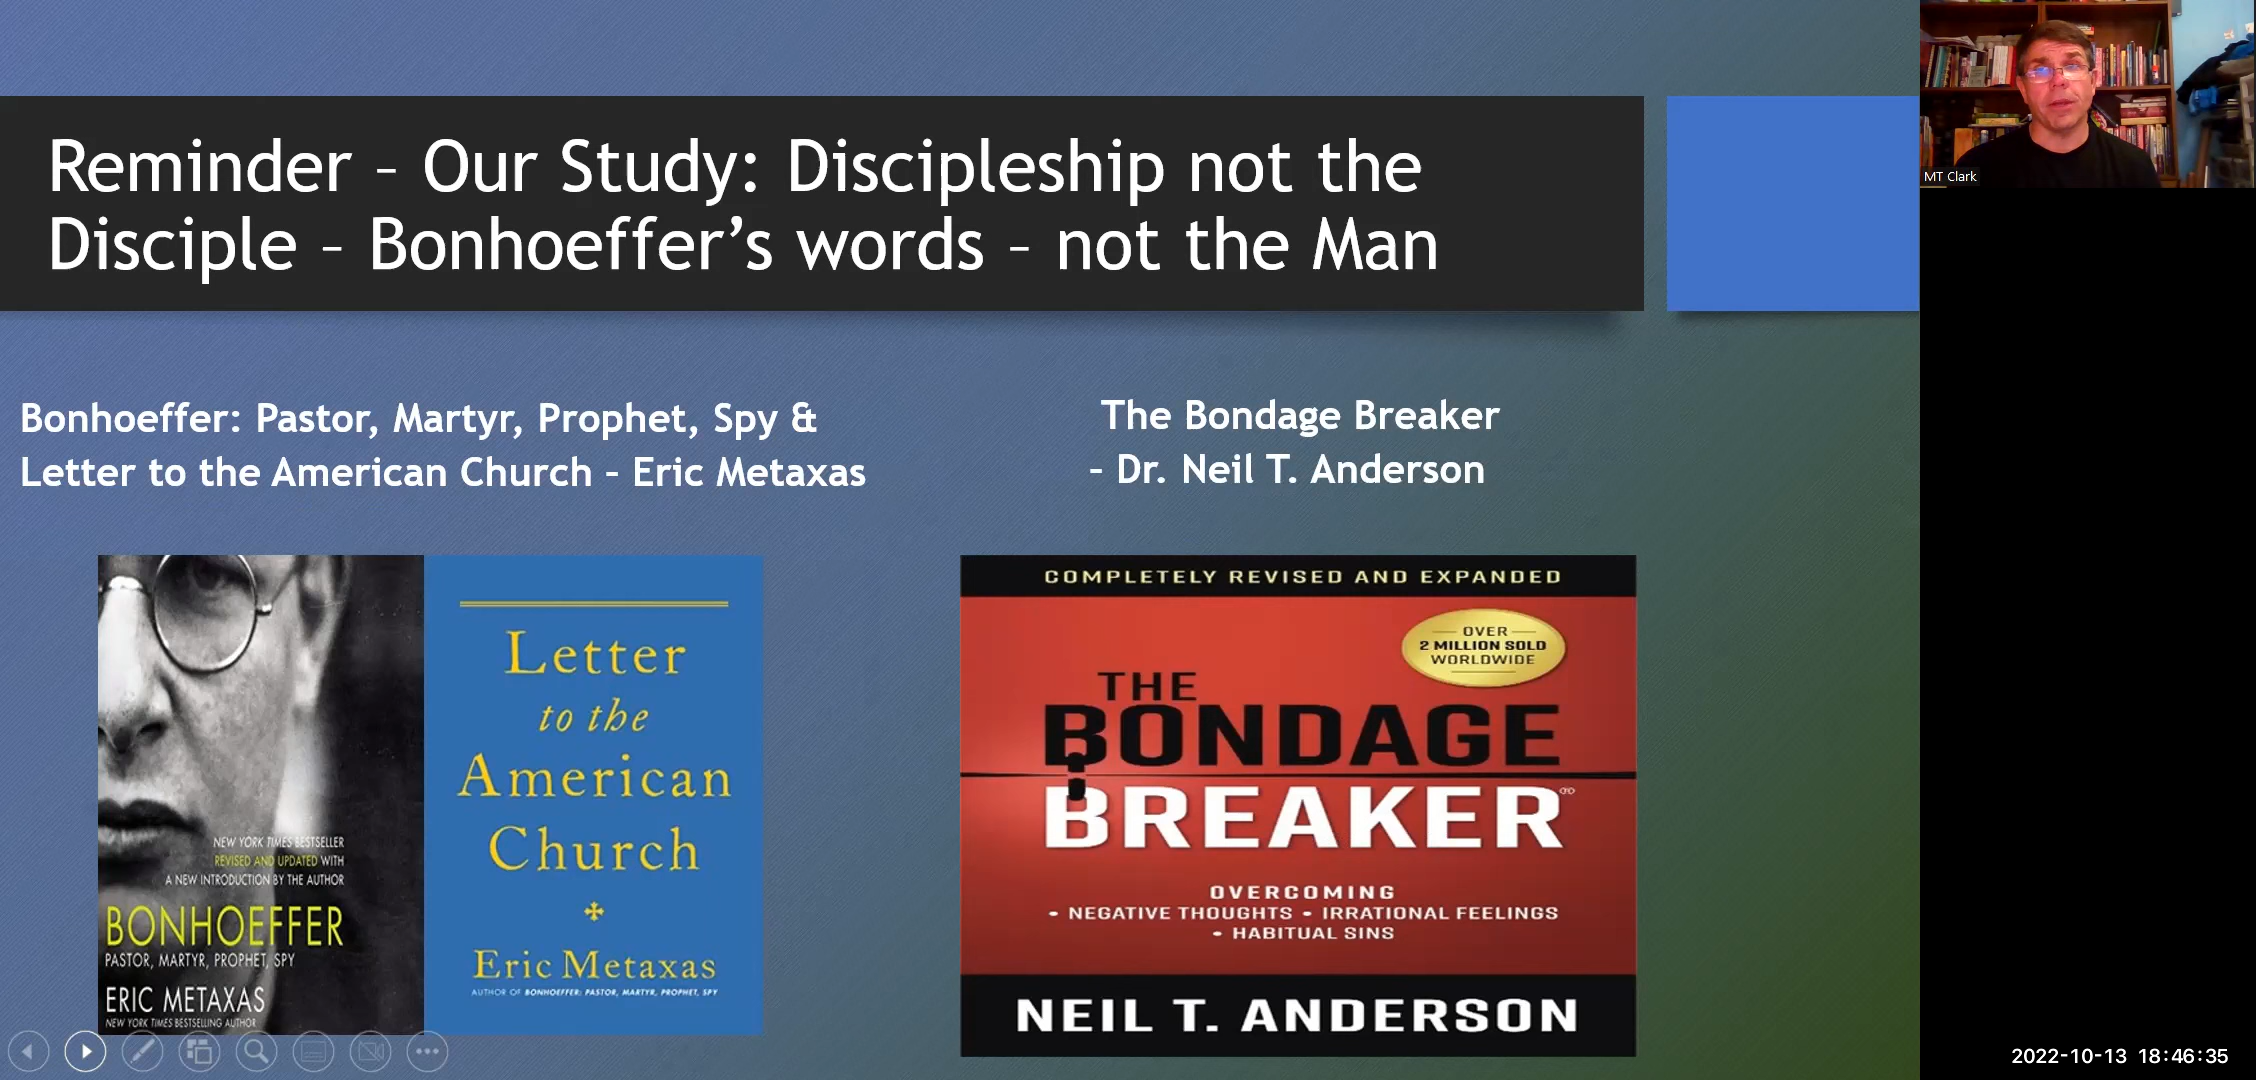 Reminder – Our Study: Discipleship not the
Disciple – Bonhoeffer’s words – not the Man
MT Clark
Bonhoeffer: Pastor, Martyr, Prophet, Spy &
Letter to the American Church – Eric Metaxas
The Bondage Breaker
– Dr. Neil T. Anderson
NEW YORK TIMES BESTSELLER
REVISED AND UPDATED WITH
A NEW INTRODUCTION BY THE AUTHOR
BONHOEFFER
PASTOR, MARTYR, PROPHET, SPY
ERIC METAXAS
NEW YORK TIMES BESTSELLING AUTHOR
Letter
to the
American
Church
Eric Metaxas
AUTHOR OF BONHOEFFER: PASTOR, MARTYR, PROPHET, SPY
COMPLETELY REVISED AND EXPANDED
OVER
2 MILLION SOLD
WORLDWIDE
THE
BONDAGE
BREAKER®
OVERCOMING
• NEGATIVE THOUGHTS • IRRATIONAL FEELINGS
• HABITUAL SINS
NEIL T. ANDERSON
2022-10-13 18:46:35